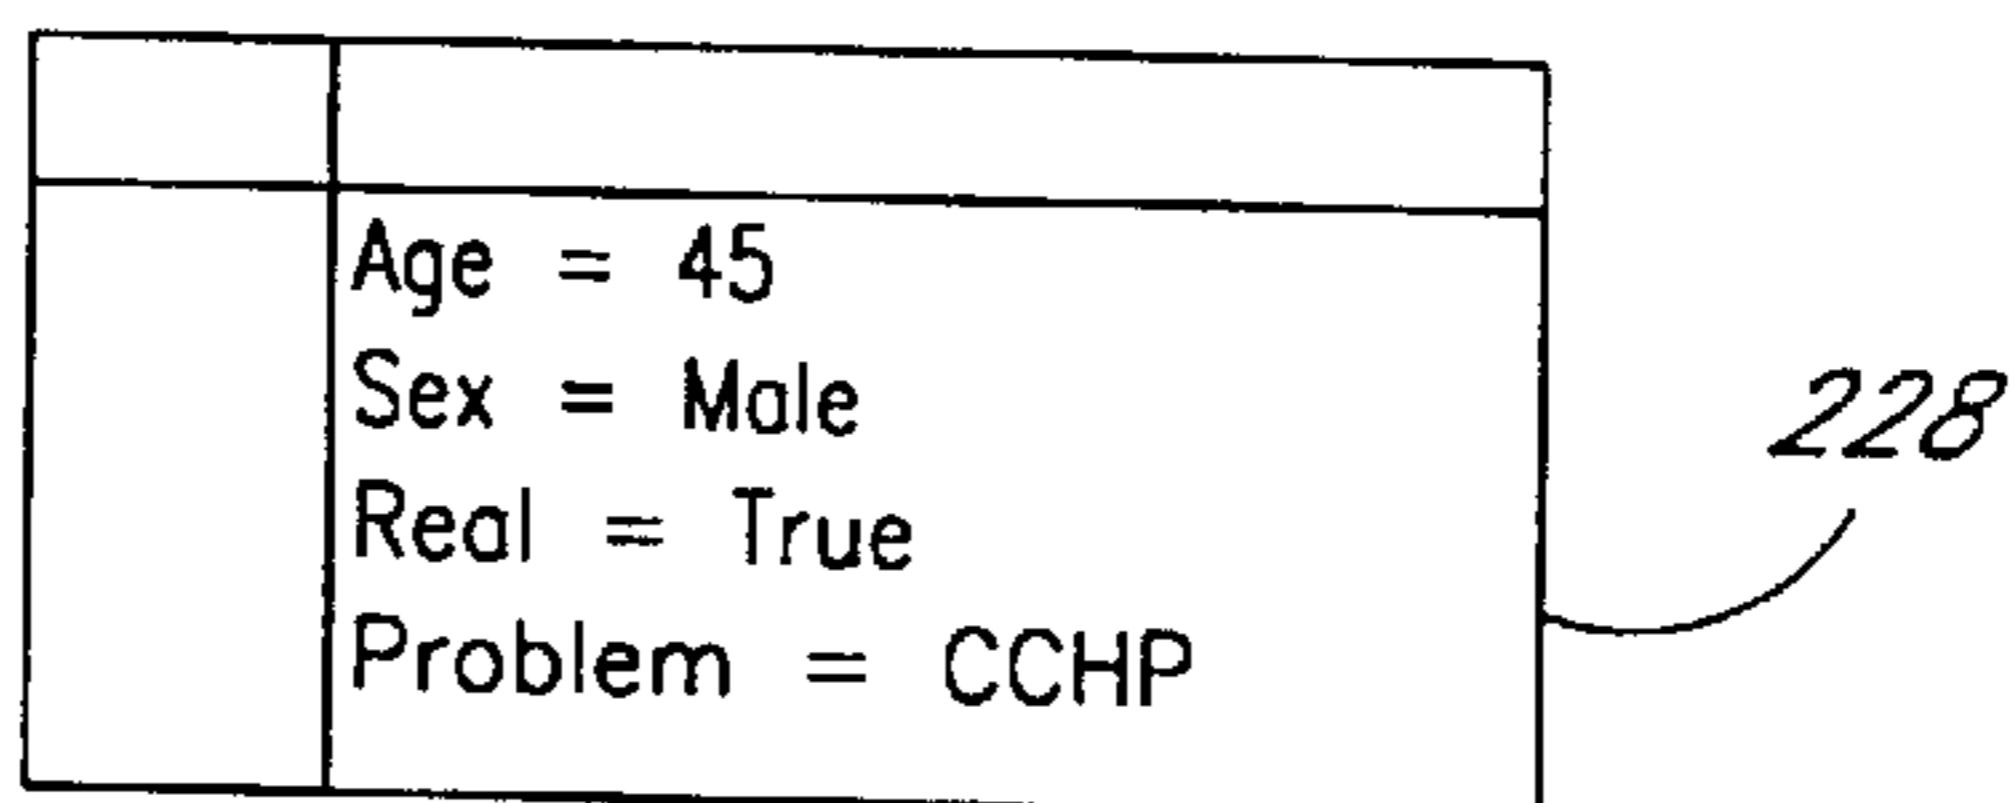 Age = 45
Sex = Male
Real = True
Problem = CCHP
228